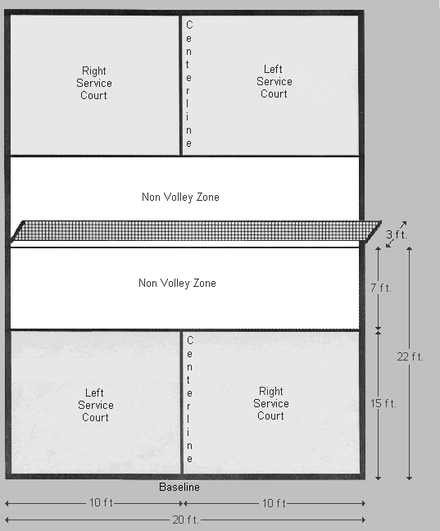 Right
Service
Court
C
e
n
t
e
r
l
i
n
e
Left
Service
Court
Non Volley Zone
3 ft.
Non Volley Zone
7 ft.
22 ft.
Left
Service
Court
C
e
n
t
e
r
l
i
n
e
Right
Service
Court
15 ft.
Baseline
10 ft
10 ft
20 ft.